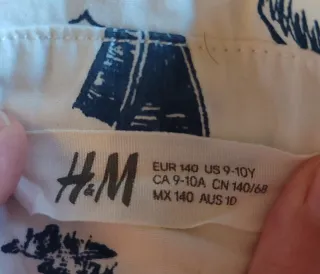 H&M
EUR 140 US 9-10Y
CA 9-10A CN 140/68
MX 140 AUS 10